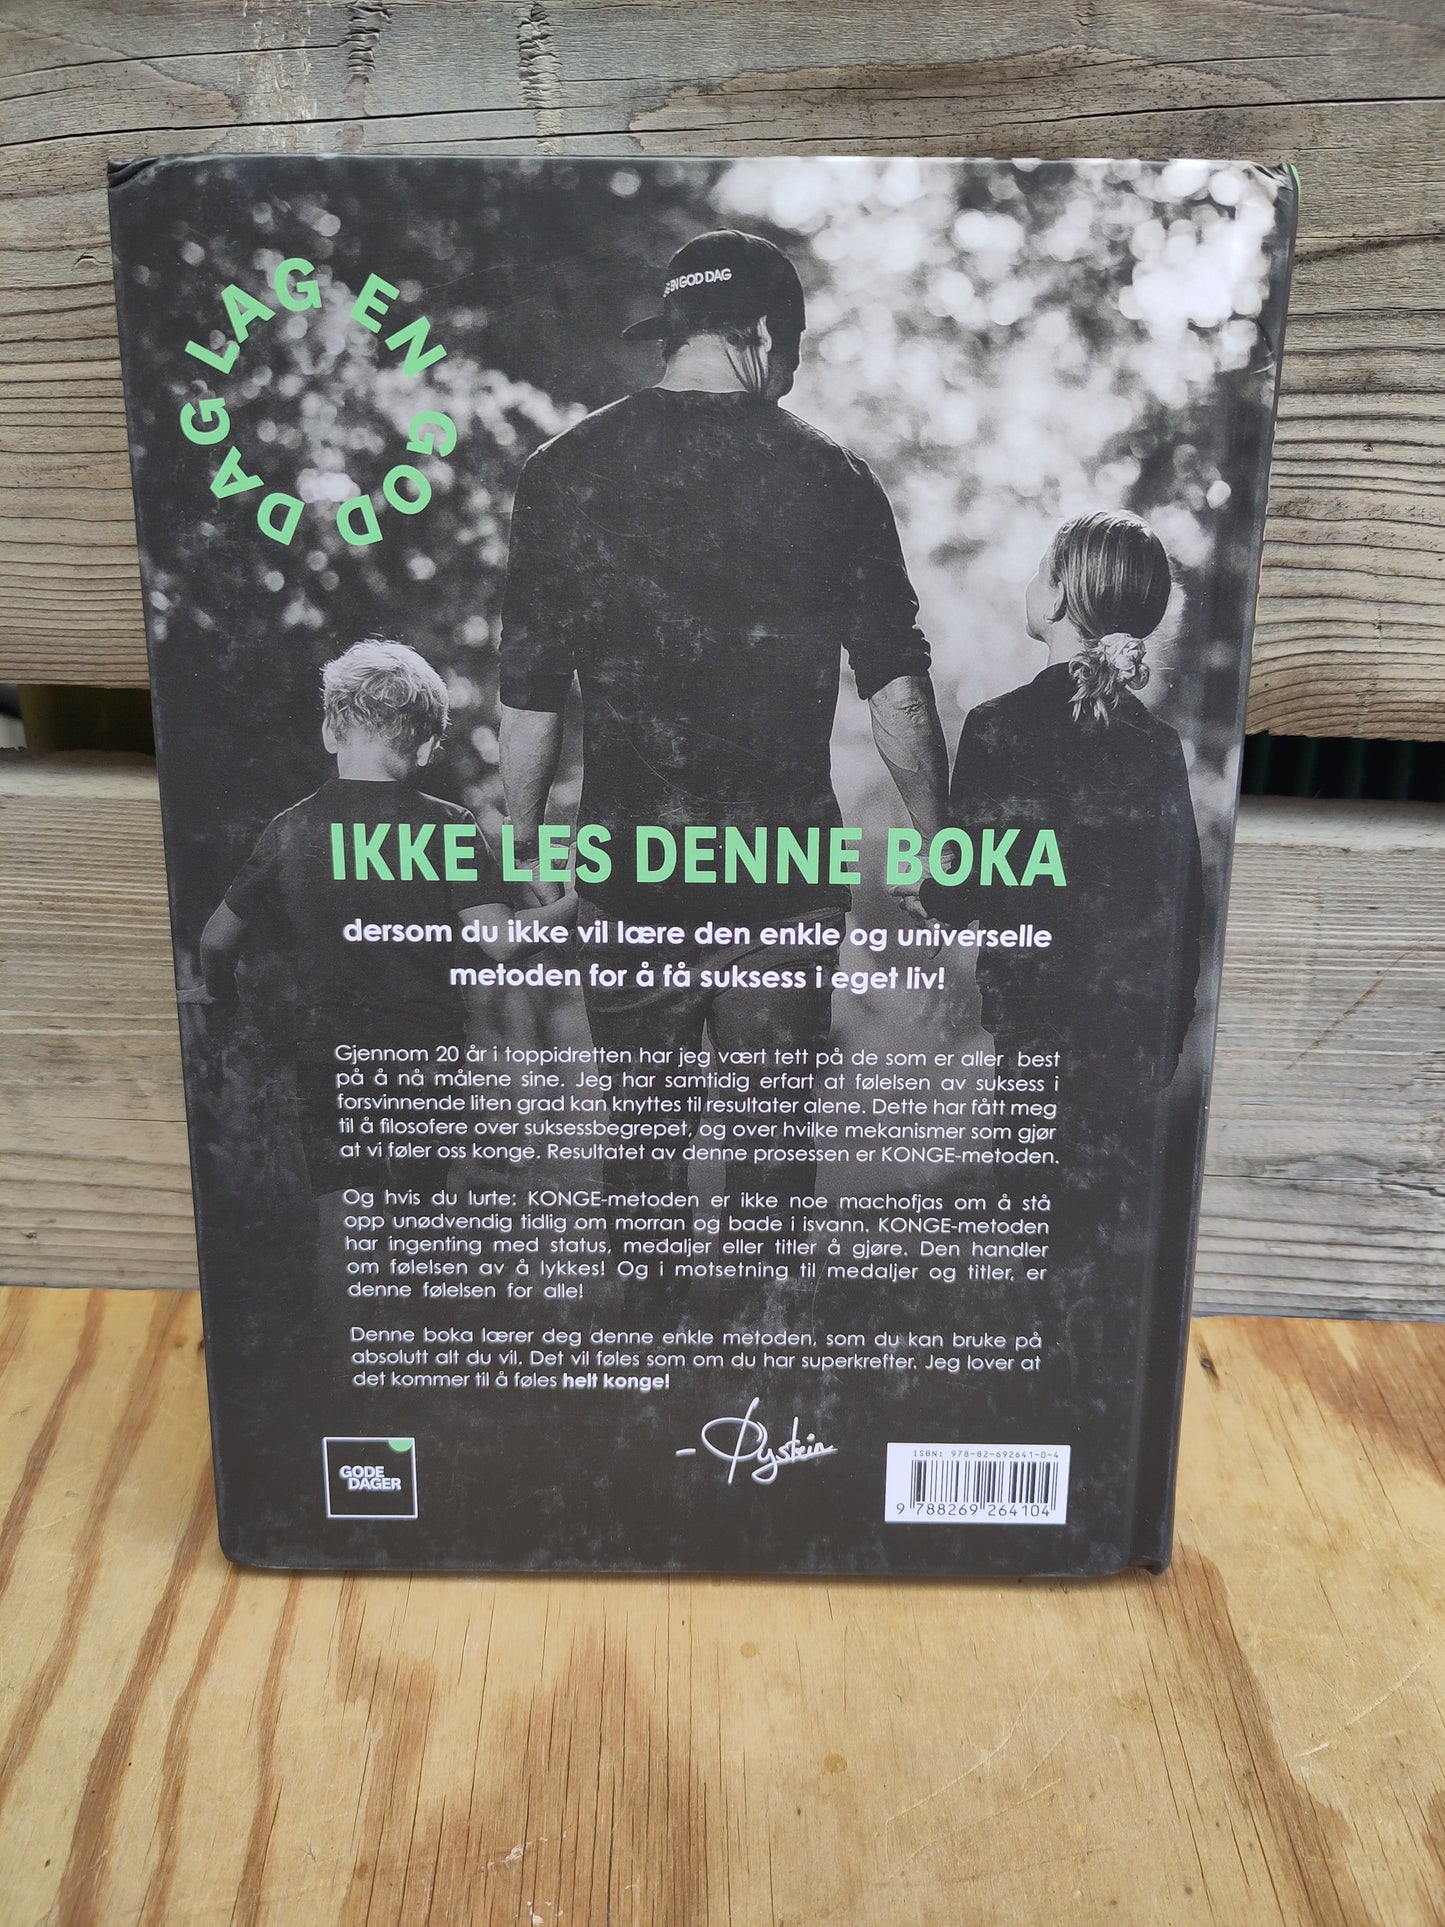 LAG EN GOD DAG
EN GOD DAG
IKKE LES DENNE BOKA
dersom du ikke vil lære den enkle og universelle
metoden for å få suksess i eget liv!
Gjennom 20 år i toppidretten har jeg vært tett på de som er aller best
på å nå målene sine. Jeg har samtidig erfart at følelsen av suksess i
forsvinnende liten grad kan knyttes til resultater alene. Dette har fått meg
til å filosofere over suksessbegrepet, og over hvilke mekanismer som gjør
at vi føler oss konge. Resultatet av denne prosessen er KONGE-metoden.
Og hvis du lurte: KONGE-metoden er ikke noe machofjas om å stå
opp unødvendig tidlig om morran og bade i isvann. KONGE-metoden
har ingenting med status, medaljer eller titler å gjøre. Den handler
om følelsen av å lykkes! Og i motsetning til medaljer og titler, er
denne følelsen for alle!
Denne boka lærer deg denne enkle metoden, som du kan bruke på
absolutt alt du vil. Det vil føles som om du har superkrefter. Jeg lover at
det kommer til å føles helt konge!
– Øystein
GODE
DAGER
ISBN: 978-82-692641-0-4
9 788269 264104